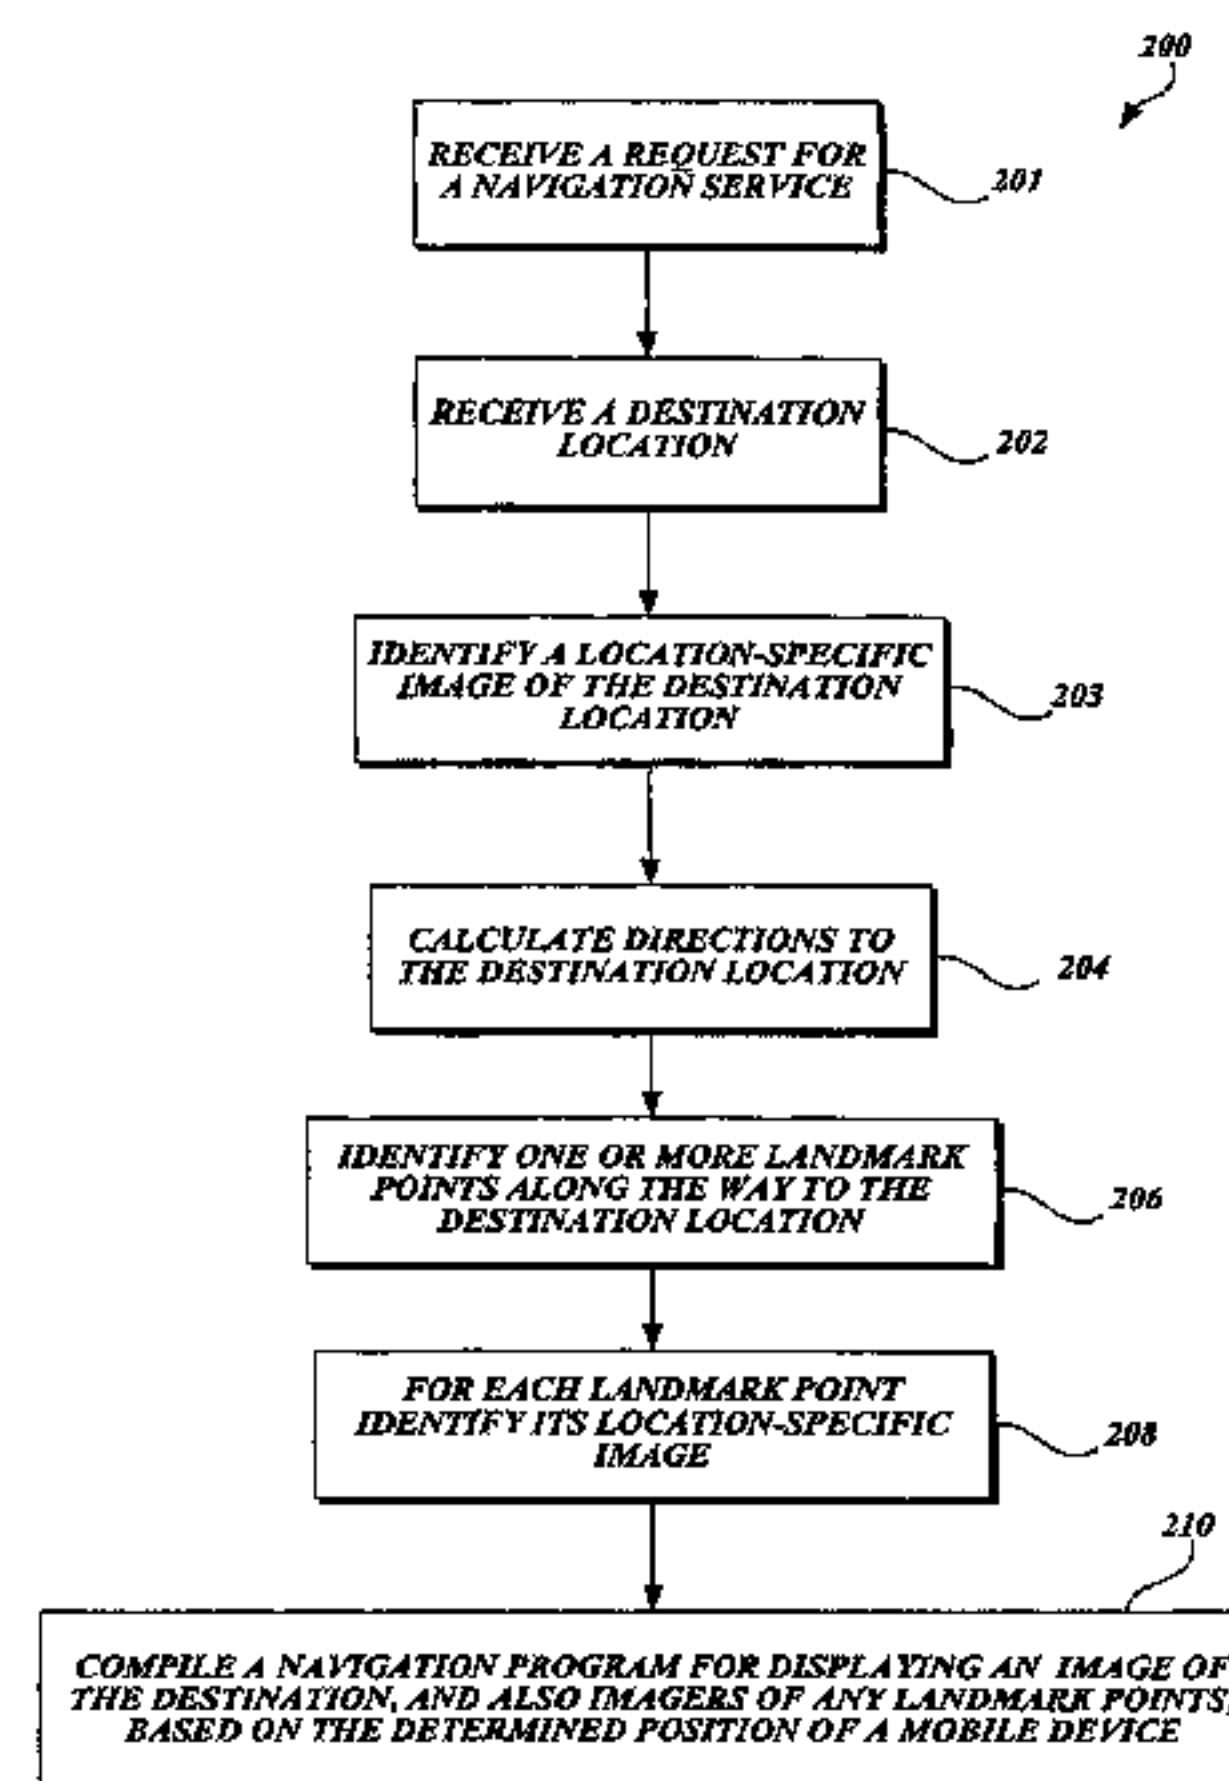 200
RECEIVE A REQUEST FOR
A NAVIGATION SERVICE
201
RECEIVE A DESTINATION
LOCATION
202
IDENTIFY A LOCATION-SPECIFIC
IMAGE OF THE DESTINATION
LOCATION
203
CALCULATE DIRECTIONS TO
THE DESTINATION LOCATION
204
IDENTIFY ONE OR MORE LANDMARK
POINTS ALONG THE WAY TO THE
DESTINATION LOCATION
206
FOR EACH LANDMARK POINT
IDENTIFY ITS LOCATION-SPECIFIC
IMAGE
208
210
COMPILE A NAVIGATION PROGRAM FOR DISPLAYING AN IMAGE OF
THE DESTINATION, AND ALSO IMAGERS OF ANY LANDMARK POINTS,
BASED ON THE DETERMINED POSITION OF A MOBILE DEVICE